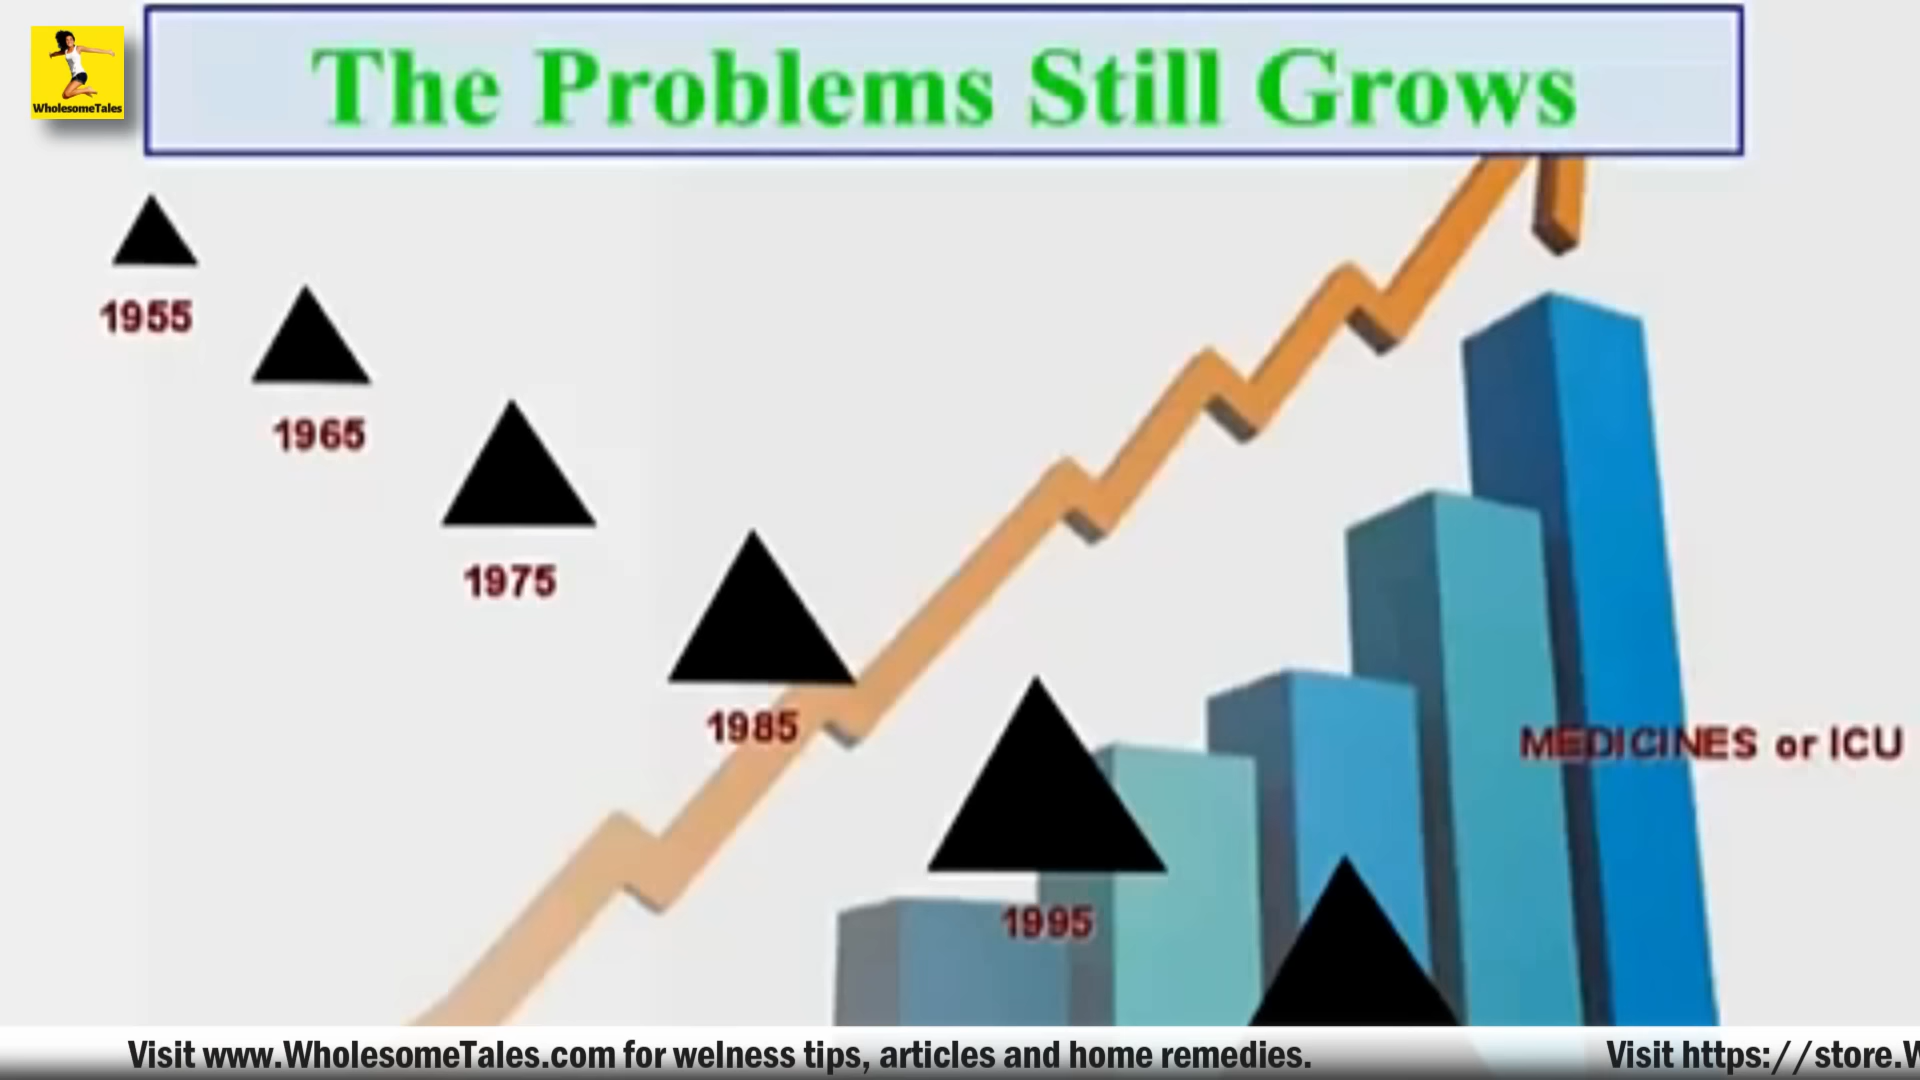 The Problems Still Grows
WholesomeTales
1955
1965
1975
1985
MEDICINES or ICU
1995
Visit www.WholesomeTales.com for welness tips, articles and home remedies.
Visit https://store.W